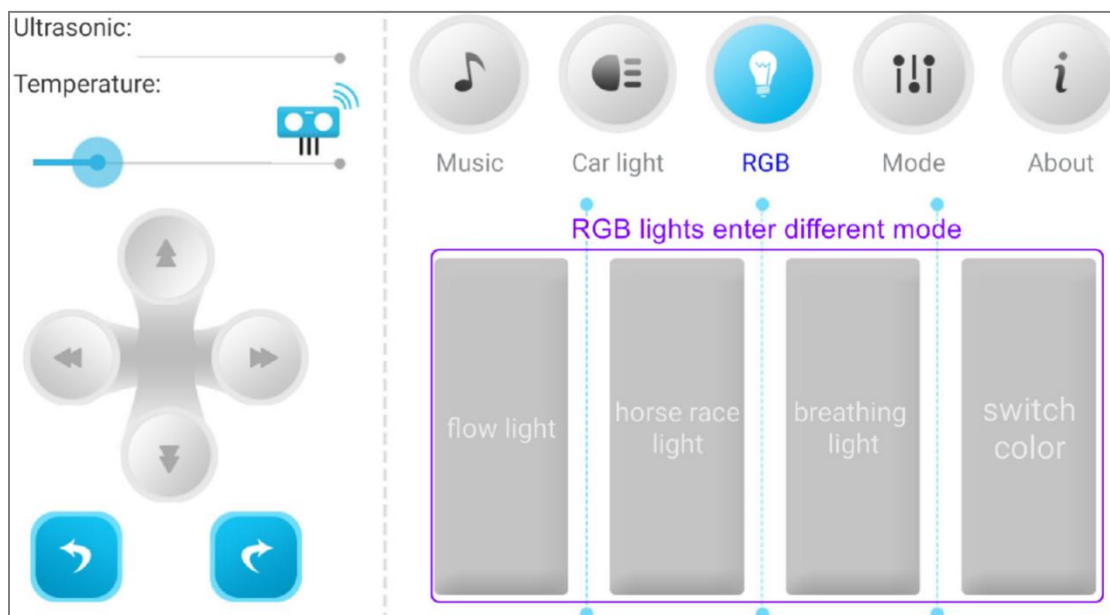 Ultrasonic:
Temperature:
Music
Car light
RGB
Mode
i
About
RGB lights enter different mode
flow light
horse race
light
breathing
light
switch
color